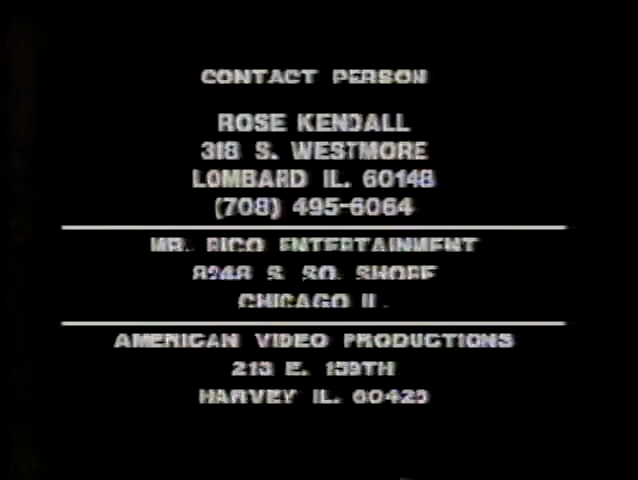 CONTACT PERSON
ROSE KENDALL
318 S. WESTMORE
LOMBARD IL. 60148
(708) 495-6064
MR. RICO ENTERTAINMENT
8248 S. SO. SHORE
CHICAGO IL.
AMERICAN VIDEO PRODUCTIONS
213 E. 159TH
HARVEY IL. 60426